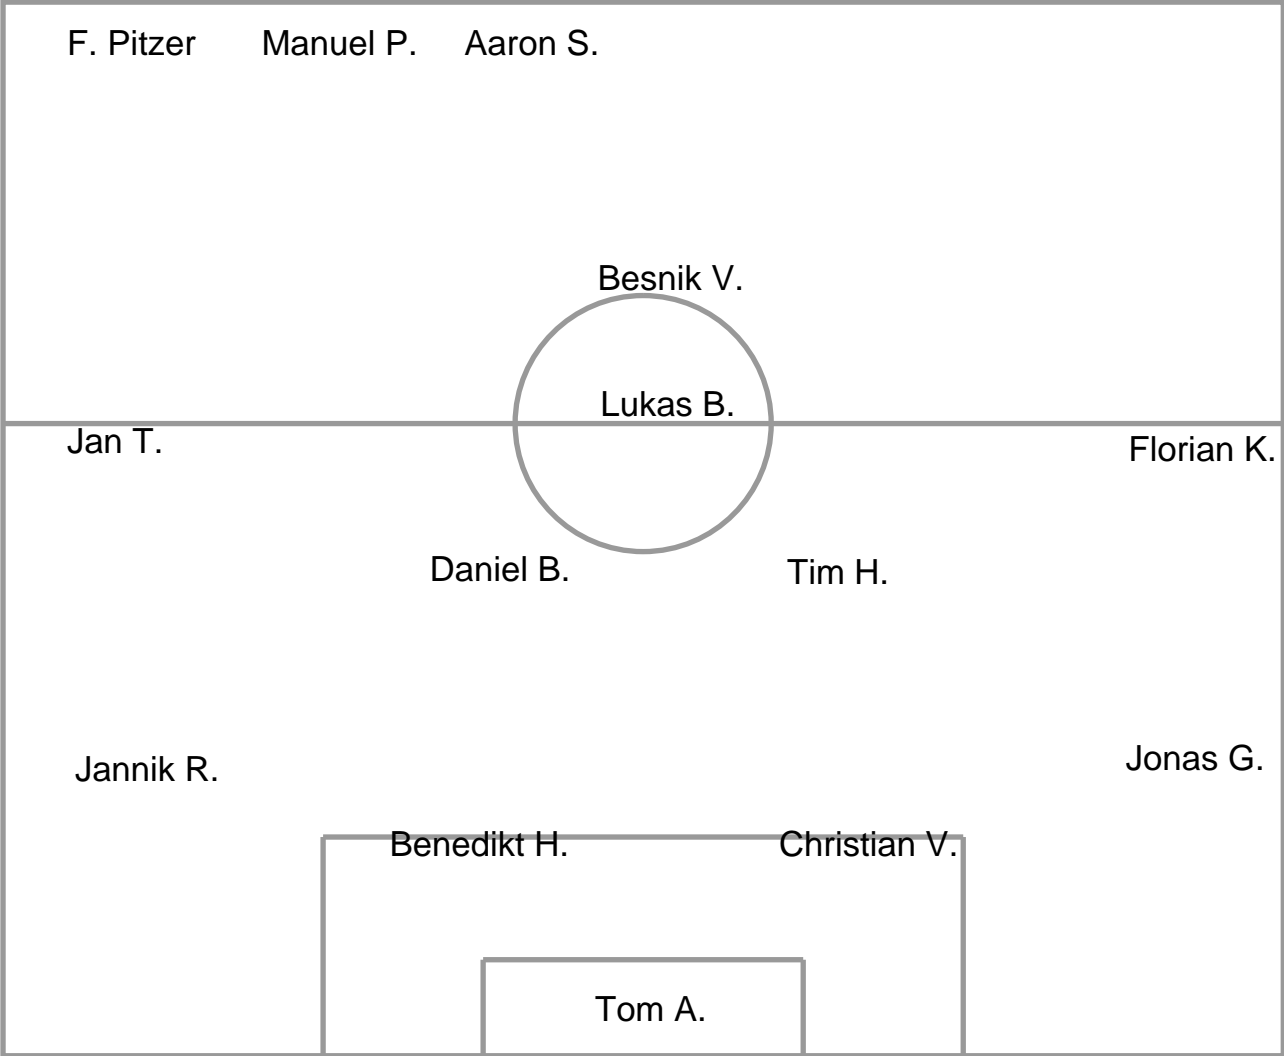 F. Pitzer Manuel P. Aaron S.
Besnik V.
Lukas B.
Jan T. Florian K.
Daniel B. Tim H.
Jannik R. Jonas G.
Benedikt H. Christian V.
Tom A.